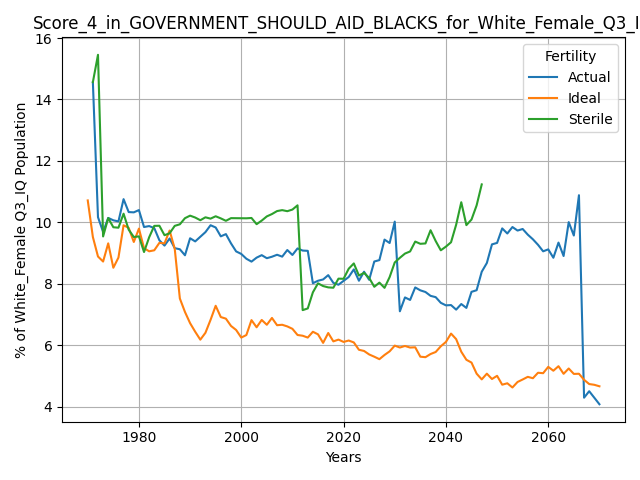 Score_4_in_GOVERNMENT_SHOULD_AID_BLACKS_for_White_Female_Q3_I
% of White_Female Q3_IQ Population
16
14
12
10
8
6
4
Fertility
Actual
Ideal
Sterile
1980
2000
2020
2040
2060
Years